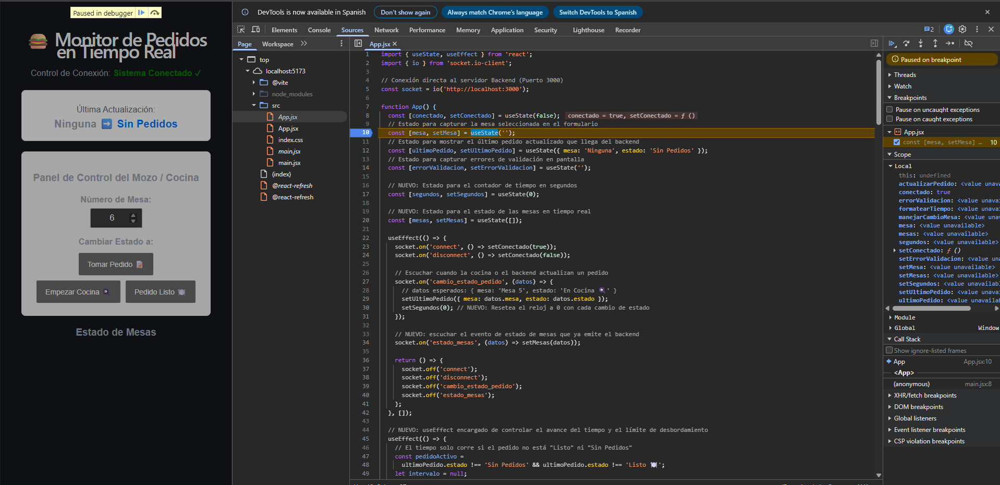 Paused in debugger
🍔 Monitor de Pedidos
en Tiempo Real
Control de Conexión: Sistema Conectado ✓
Última Actualización:
Ninguna ➡️ Sin Pedidos
Panel de Control del Mozo / Cocina
Número de Mesa:
6
Cambiar Estado a:
Tomar Pedido 📝
Empezar Cocina 🍳
Pedido Listo 🍽️
Estado de Mesas
DevTools is now available in Spanish
Don't show again
Always match Chrome's language
Switch DevTools to Spanish
Elements
Console
Sources
Network
Performance
Memory
Application
Security
Lighthouse
Recorder
2
Page
Workspace
top
localhost:5173
@vite
node_modules
src
App.jsx
App.jsx
index.css
main.jsx
main.jsx
(index)
@react-refresh
@react-refresh
App.jsx
1 import { useState, useEffect } from 'react';
2 import { io } from 'socket.io-client';
3
4 // Conexión directa al servidor Backend (Puerto 3000)
5 const socket = io('http://localhost:3000');
6
7 function App() {
8 const [conectado, setConectado] = useState(false); conectado = true, setConectado = ƒ ()
9 // Estado para capturar la mesa seleccionada en el formulario
10 const [mesa, setMesa] = useState('');
11 // Estado para mostrar el último pedido actualizado que llega del backend
12 const [ultimoPedido, setUltimoPedido] = useState({ mesa: 'Ninguna', estado: 'Sin Pedidos' });
13 // Estado para capturar errores de validación en pantalla
14 const [errorValidacion, setErrorValidacion] = useState('');
15
16 // NUEVO: Estado para el contador de tiempo en segundos
17 const [segundos, setSegundos] = useState(0);
18
19 // NUEVO: Estado para el estado de las mesas en tiempo real
20 const [mesas, setMesas] = useState([]);
21
22 useEffect(() => {
23 socket.on('connect', () => setConectado(true));
24 socket.on('disconnect', () => setConectado(false));
25
26 // Escuchar cuando la cocina o el backend actualizan un pedido
27 socket.on('cambio_estado_pedido', (datos) => {
28 // datos esperados: { mesa: 'Mesa 5', estado: 'En Cocina 🍳' }
29 setUltimoPedido({ mesa: datos.mesa, estado: datos.estado });
30 setSegundos(0); // NUEVO: Resetea el reloj a 0 con cada cambio de estado
31 });
32
33 // NUEVO: escuchar el evento de estado de mesas que ya emite el backend
34 socket.on('estado_mesas', (datos) => setMesas(datos));
35
36 return () => {
37 socket.off('connect');
38 socket.off('disconnect');
39 socket.off('cambio_estado_pedido');
40 socket.off('estado_mesas');
41 };
42 }, []);
43
44 // NUEVO: useEffect encargado de controlar el avance del tiempo y el límite de desbordamiento
45 useEffect(() => {
46 // El tiempo solo corre si el pedido no está "Listo" ni "Sin Pedidos"
47 const pedidoActivo =
48 ultimoPedido.estado !== 'Sin Pedidos' && ultimoPedido.estado !== 'Listo 🍽️';
49 let intervalo = null;
Paused on breakpoint
Threads
Watch
Breakpoints
Pause on uncaught exceptions
Pause on caught exceptions
App.jsx
const [mesa, setMesa] … 10
Scope
Local
this: undefined
actualizarPedido: <value unava
conectado: true
errorValidacion: <value unavai
formatearTiempo: <value unavai
manejarCambioMesa: <value unav
mesa: <value unavailable>
mesas: <value unavailable>
segundos: <value unavailable>
setConectado: ƒ ()
setErrorValidacion: <value una
setMesa: <value unavailable>
setMesas: <value unavailable>
setSegundos: <value unavailabl
setUltimoPedido: <value unavai
ultimoPedido: <value unavailab
Module
Global Window
Call Stack
Show ignore-listed frames
App App.jsx:10
<App>
(anonymous) main.jsx:8
XHR/fetch breakpoints
DOM breakpoints
Global listeners
Event listener breakpoints
CSP violation breakpoints